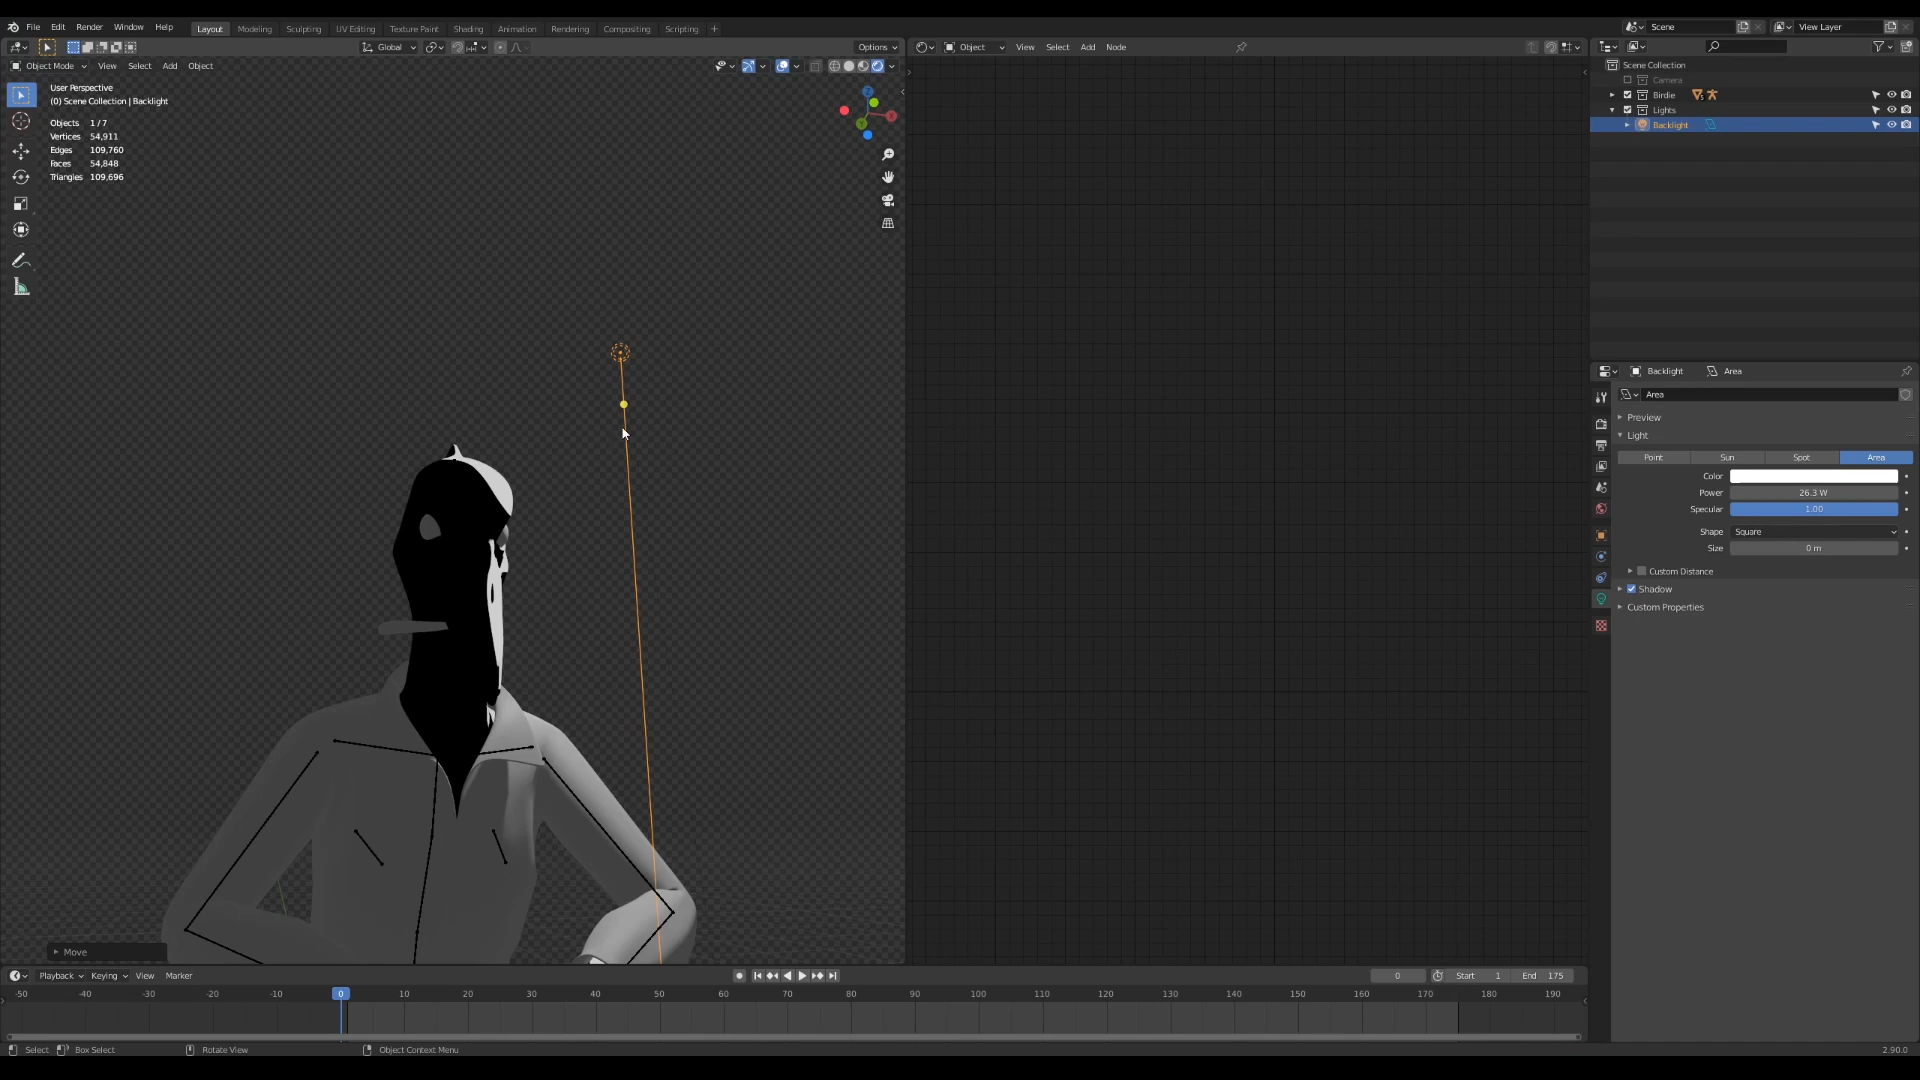 File Edit Render Window Help Layout Modeling Sculpting UV Editing Texture Paint Shading Animation Rendering Compositing Scripting + Scene View Layer
Global Options Object View Select Add Node
Object Mode View Select Add Object
User Perspective
(0) Scene Collection | Backlight
Objects 1/7
Vertices 54,911
Edges 109,760
Faces 54,848
Triangles 109,696
Move
Scene Collection
Camera
Birdie
Lights
Backlight
Backlight Area
Area
Preview
Light
Point Sun Spot Area
Color
Power 26.3 W
Specular 1.00
Shape Square
Size 0 m
Custom Distance
Shadow
Custom Properties
Playback Keying View Marker 0 Start 1 End 175
-50 -40 -30 -20 -10 0 10 20 30 40 50 60 70 80 90 100 110 120 130 140 150 160 170 180 190
Select Box Select Rotate View Object Context Menu 2.90.0